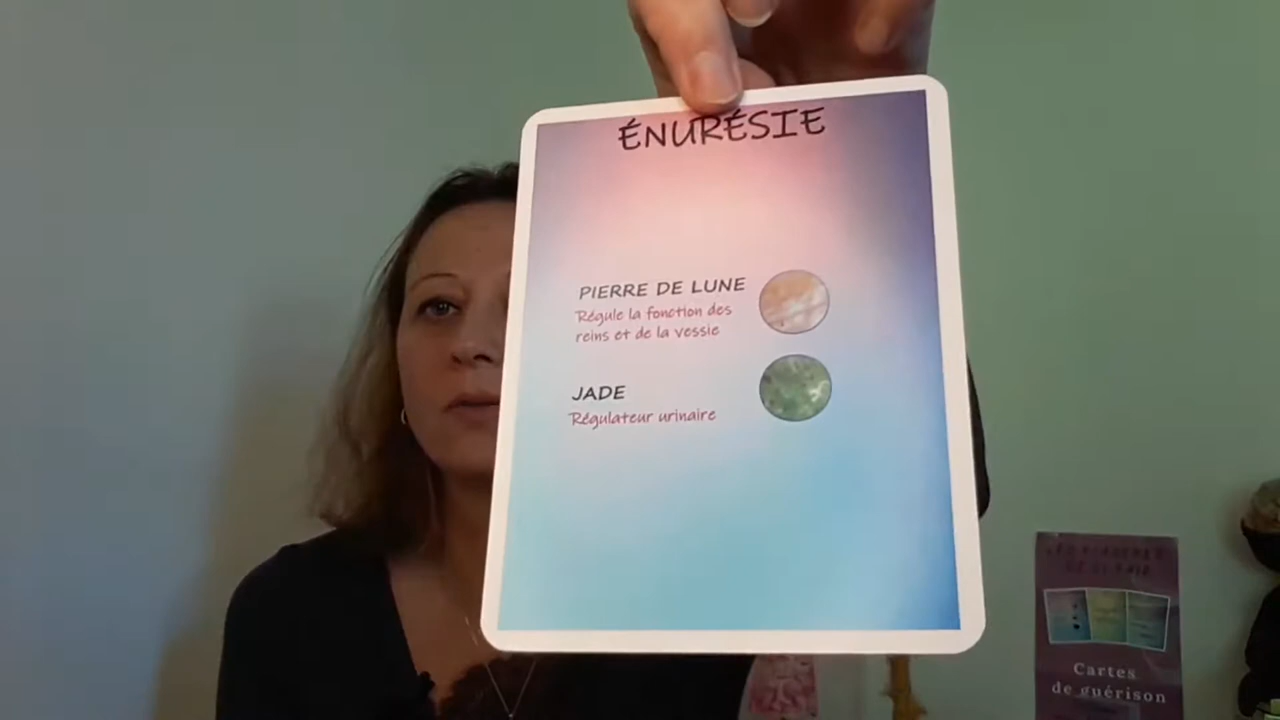 ÉNURÉSIE
PIERRE DE LUNE
Régule la fonction des
reins et de la vessie
JADE
Régulateur urinaire
Cartes
de guérison